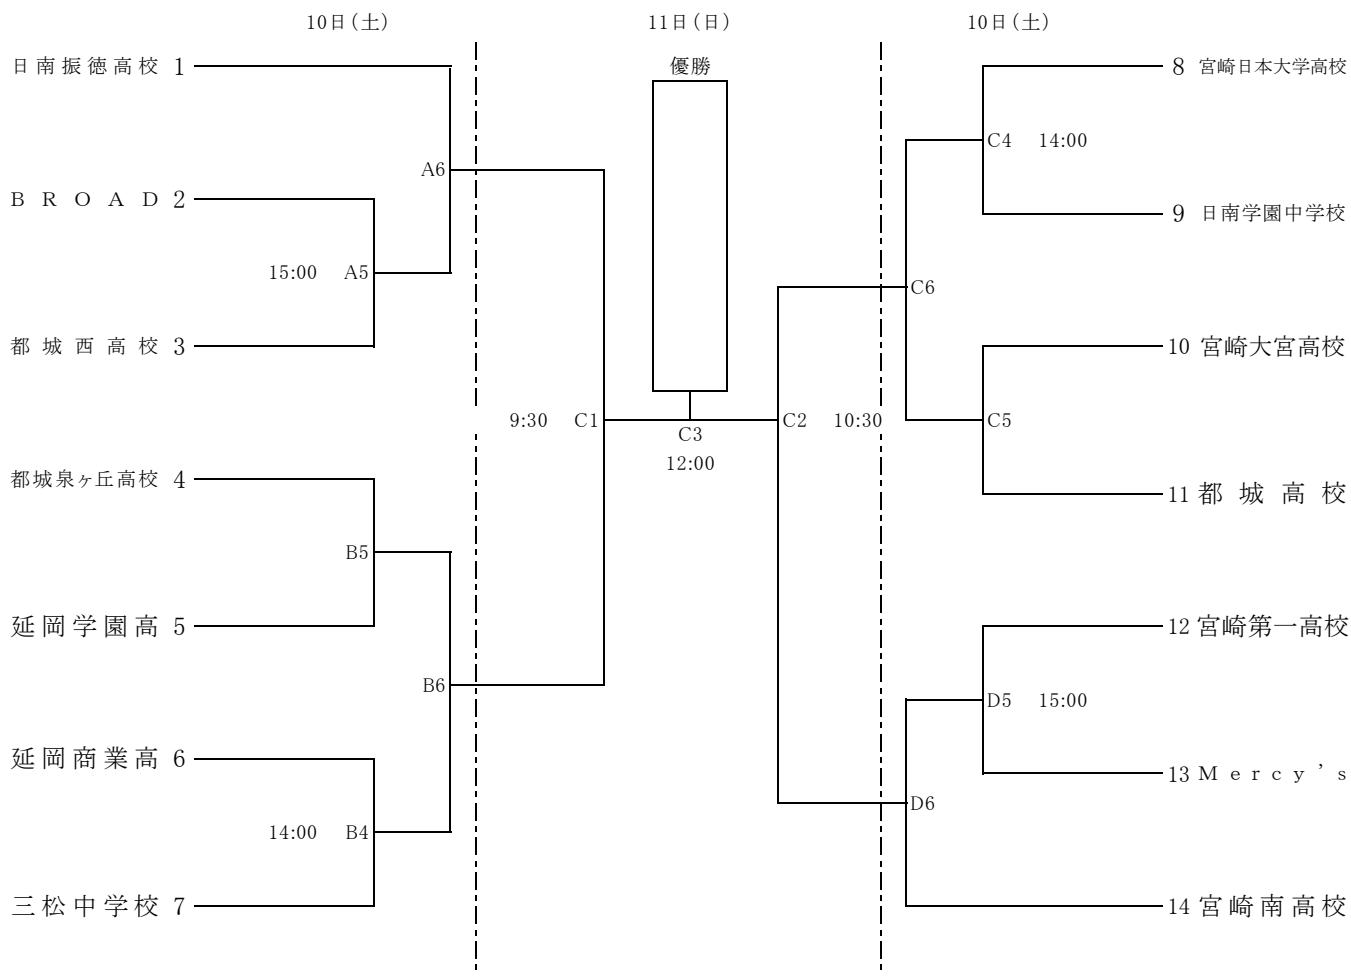 10日(土) 11日(日) 10日(土)
日南振徳高校 1 優勝 8 宮崎日本大学高校
A6 C4 14:00
BROAD 2 9 日南学園中学校
15:00 A5 C6
都城西高校 3 10 宮崎大宮高校
9:30 C1 C2 10:30 C5
C3
12:00
都城泉ヶ丘高校 4 11 都城高校
B5
延岡学園高 5 12 宮崎第一高校
B6 D5 15:00
延岡商業高 6 13 Mercy's
14:00 B4 D6
三松中学校 7 14 宮崎南高校